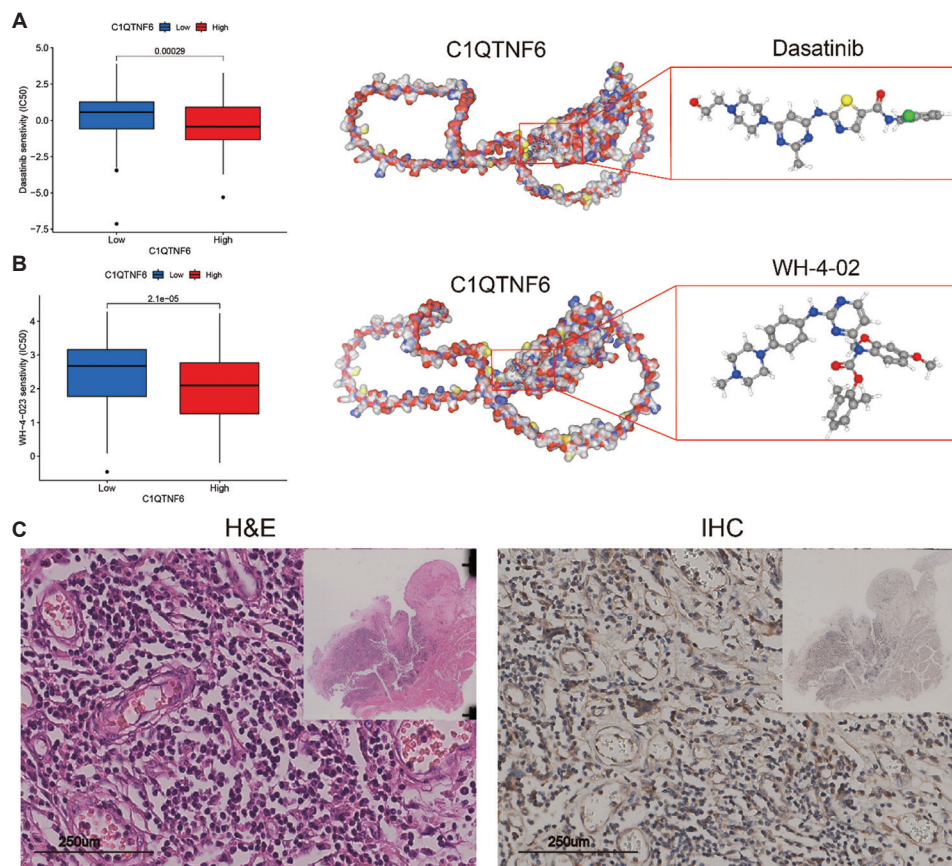 A
C1QTNF6 Low High
0.00029
5.0
2.5
0.0
−2.5
−5.0
−7.5
Dasatinib senstivity (IC50)
Low High
C1QTNF6
C1QTNF6
Dasatinib
B
C1QTNF6 Low High
2.1e−05
4
3
2
1
0
WH−4−023 senstivity (IC50)
Low High
C1QTNF6
C1QTNF6
WH-4-02
C
H&E
IHC
250um
250um